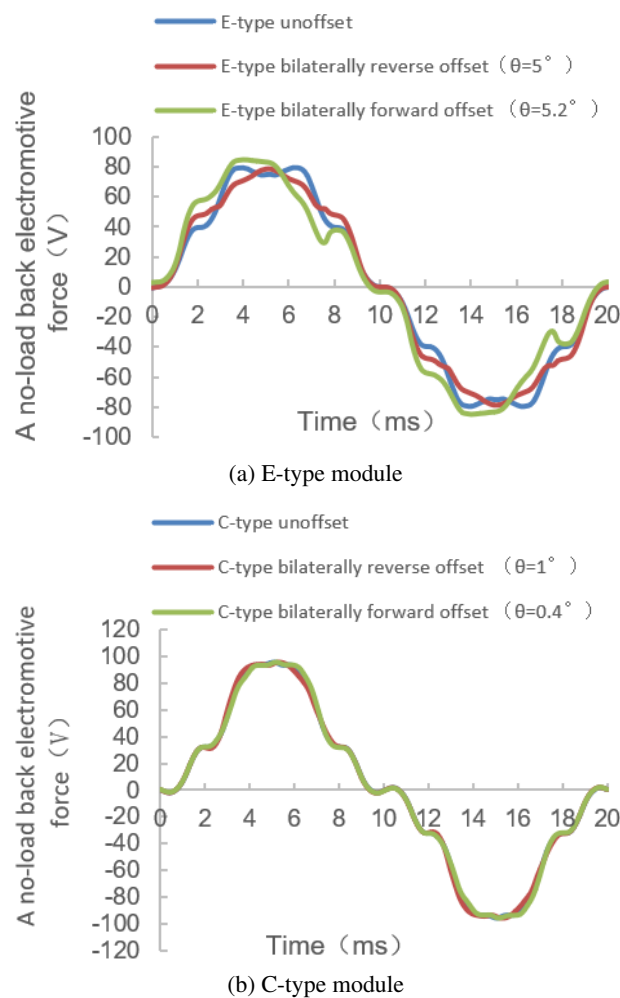 E-type unoffset
E-type bilaterally reverse offset（θ=5°）
E-type bilaterally forward offset（θ=5.2°）
A no-load back electromotive
force（V）
100
80
60
40
20
0
-20
-40
-60
-80
-100
0 2 4 6 8 10 12 14 16 18 20
Time（ms）
(a) E-type module
C-type unoffset
C-type bilaterally reverse offset （θ=1°）
C-type bilaterally forward offset（θ=0.4°）
A no-load back electromotive
force（V）
120
100
80
60
40
20
0
-20
-40
-60
-80
-100
-120
0 2 4 6 8 10 12 14 16 18 20
Time（ms）
(b) C-type module